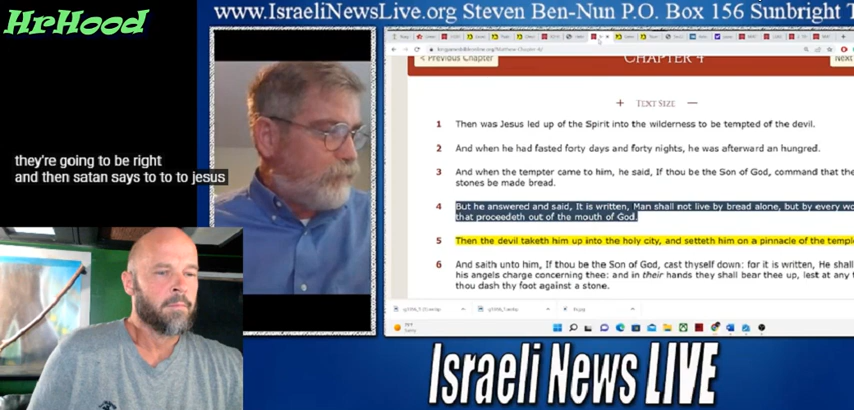 HrHood
www.IsraeliNewsLive.org Steven Ben-Nun P.O. Box 156 Sunbright T
< Previous Chapter
CHAPTER 4
Next
+ TEXT SIZE —
1 Then was Jesus led up of the Spirit into the wilderness to be tempted of the devil.
2 And when he had fasted forty days and forty nights, he was afterward an hungred.
3 And when the tempter came to him, he said, If thou be the Son of God, command that the
stones be made bread.
4 But he answered and said, It is written, Man shall not live by bread alone, but by every wo
that proceedeth out of the mouth of God.
5 Then the devil taketh him up into the holy city, and setteth him on a pinnacle of the temple
6 And saith unto him, If thou be the Son of God, cast thyself down: for it is written, He shall
his angels charge concerning thee: and in their hands they shall bear thee up, lest at any t
thou dash thy foot against a stone.
they're going to be right
and then satan says to to to jesus
Israeli News LIVE